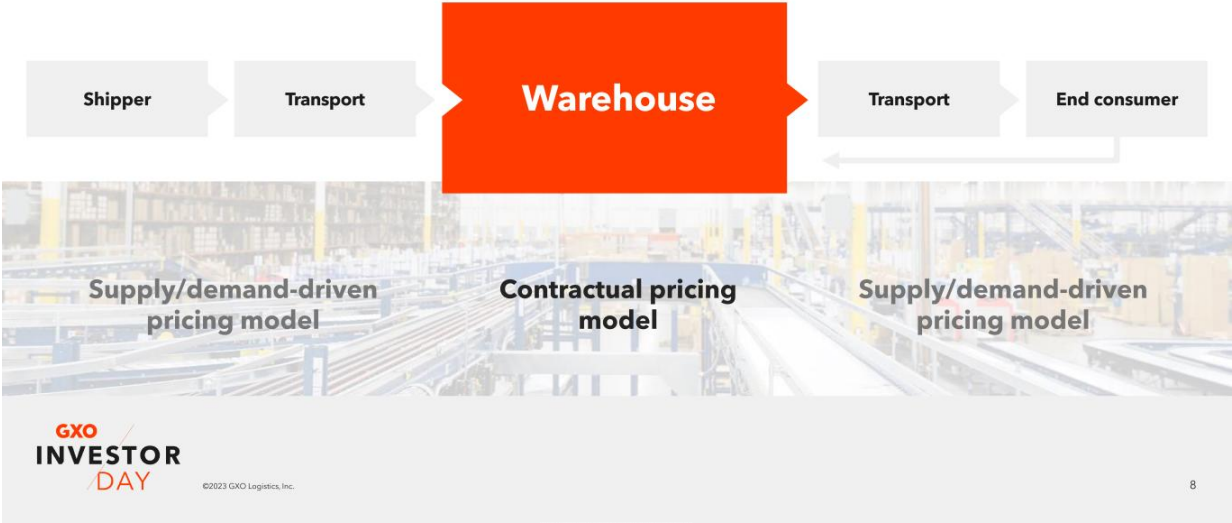 Shipper
Transport
Warehouse
Transport
End consumer
Supply/demand-driven
pricing model
Contractual pricing
model
Supply/demand-driven
pricing model
GXO
INVESTOR
DAY
©2023 GXO Logistics, Inc.
8